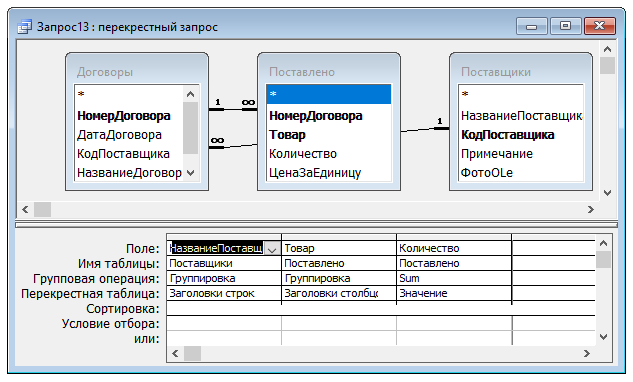 Запрос13 : перекрестный запрос
Договоры
*
НомерДоговора
ДатаДоговора
КодПоставщика
НазваниеДоговор
1
∞
∞
Поставлено
*
НомерДоговора
Товар
Количество
ЦенаЗаЕдиницу
1
Поставщики
*
НазваниеПоставщик
КодПоставщика
Примечание
ФотоOLe
Поле: НазваниеПоставщ Товар Количество
Имя таблицы: Поставщики Поставлено Поставлено
Групповая операция: Группировка Группировка Sum
Перекрестная таблица: Заголовки строк Заголовки столбцо Значение
Сортировка:
Условие отбора:
или: